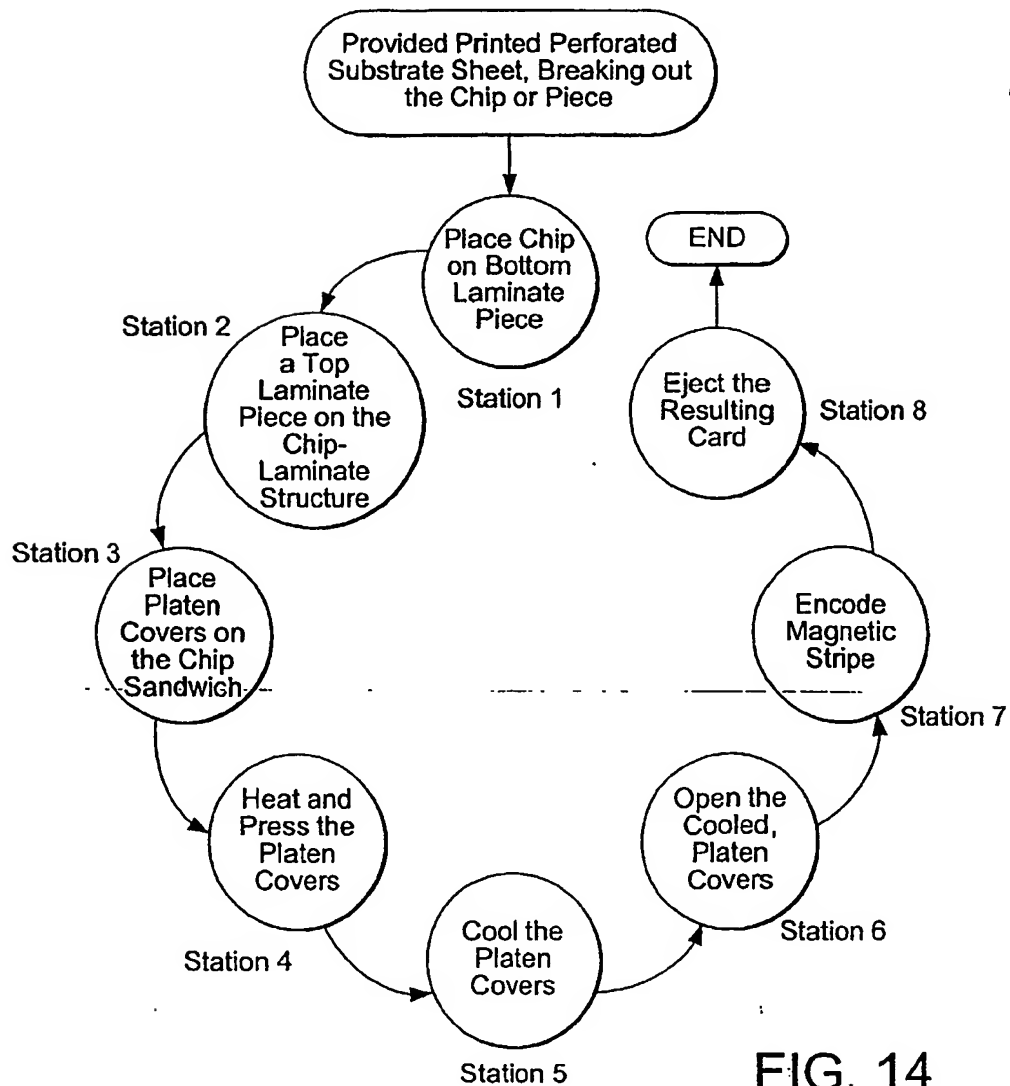 Provided Printed Perforated
Substrate Sheet, Breaking out
the Chip or Piece
Place Chip
on Bottom
Laminate
Piece
Station 1
Station 2
Place
a Top
Laminate
Piece on the
Chip-
Laminate
Structure
Station 3
Place
Platen
Covers on
the Chip
Sandwich
Heat and
Press the
Platen
Covers
Station 4
Cool the
Platen
Covers
Station 5
Open the
Cooled,
Platen
Covers
Station 6
Encode
Magnetic
Stripe
Station 7
Eject the
Resulting
Card
Station 8
END
FIG. 14